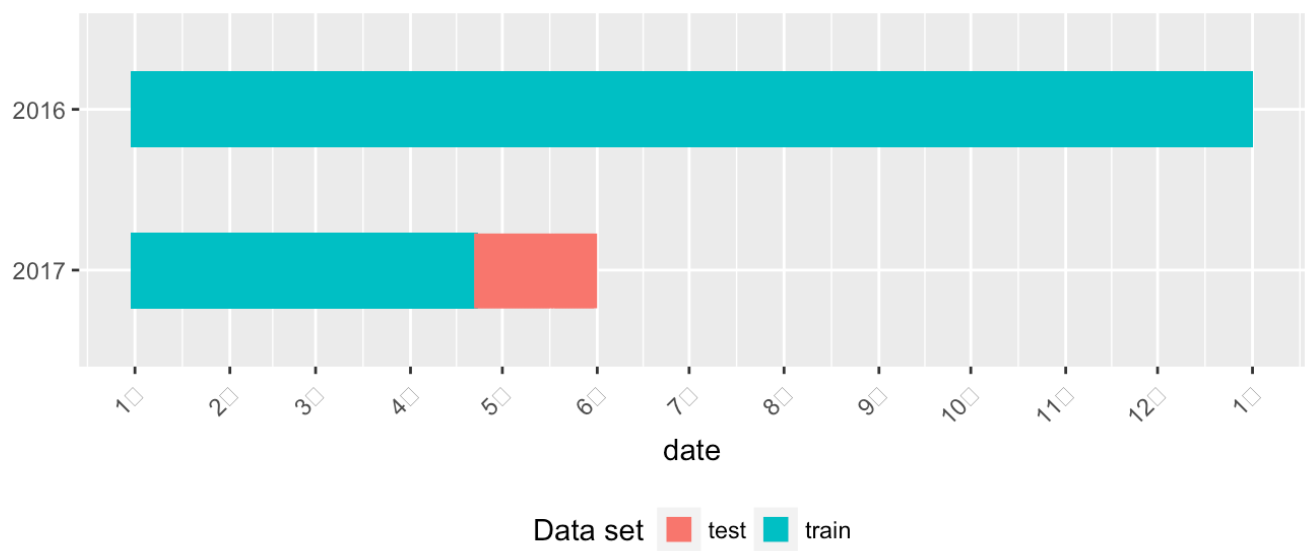 2016
2017
1□ 2□ 3□ 4□ 5□ 6□ 7□ 8□ 9□ 10□ 11□ 12□ 1□
date
Data set test train